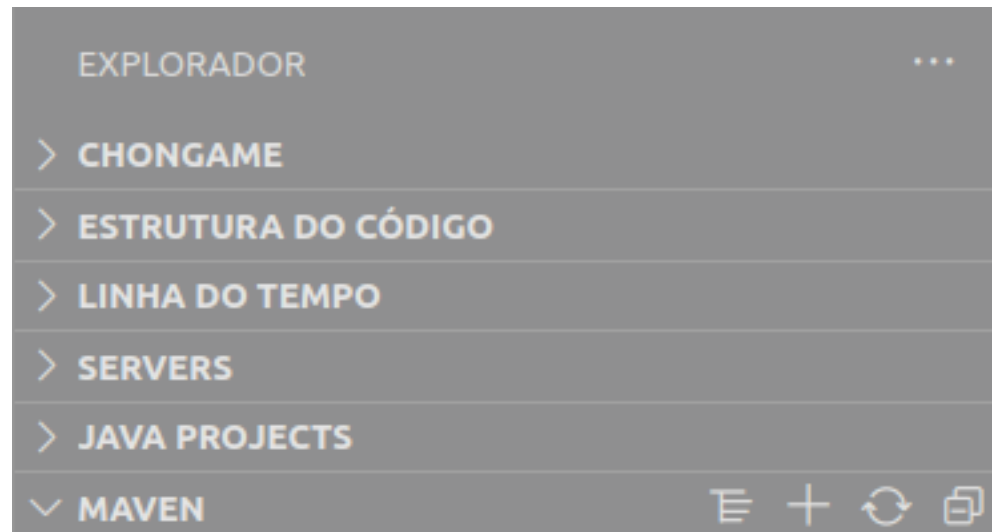 EXPLORADOR
CHONGAME
ESTRUTURA DO CÓDIGO
LINHA DO TEMPO
SERVERS
JAVA PROJECTS
MAVEN